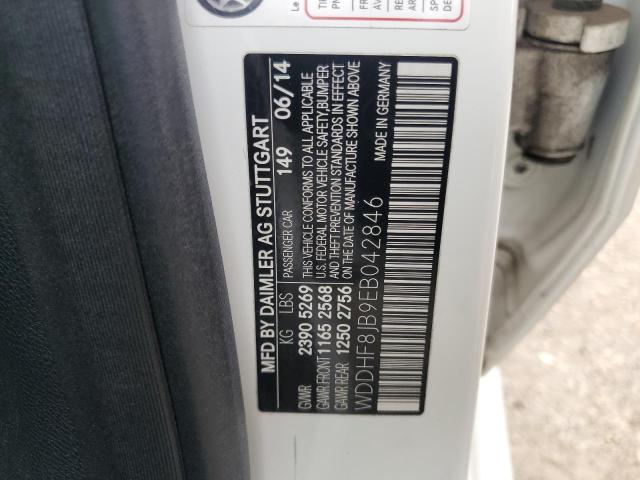 MFD BY DAIMLER AG STUTTGART
149 06/14
KG LBS PASSENGER CAR
GVWR 2390 5269 THIS VEHICLE CONFORMS TO ALL APPLICABLE
GAWR FRONT 1165 2568 U.S. FEDERAL MOTOR VEHICLE SAFETY, BUMPER
GAWR REAR 1250 2756 AND THEFT PREVENTION STANDARDS IN EFFECT
ON THE DATE OF MANUFACTURE SHOWN ABOVE
WDDHF8JB9EB042846 MADE IN GERMANY
Le